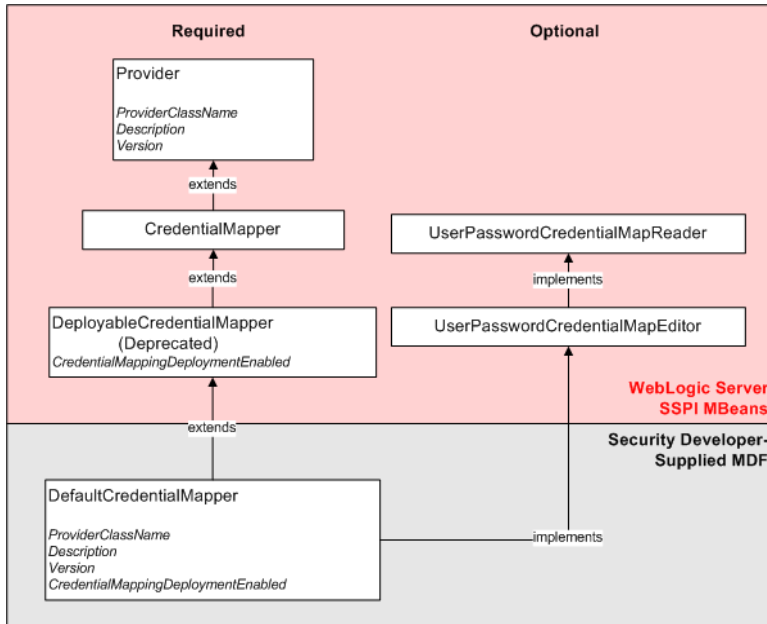 Required
Optional
Provider
ProviderClassName
Description
Version
extends
CredentialMapper
UserPasswordCredentialMapReader
extends
implements
DeployableCredentialMapper
(Deprecated)
CredentialMappingDeploymentEnabled
UserPasswordCredentialMapEditor
WebLogic Server
SSPI MBeans
extends
Security Developer-
Supplied MDF
DefaultCredentialMapper
ProviderClassName
Description
Version
CredentialMappingDeploymentEnabled
implements